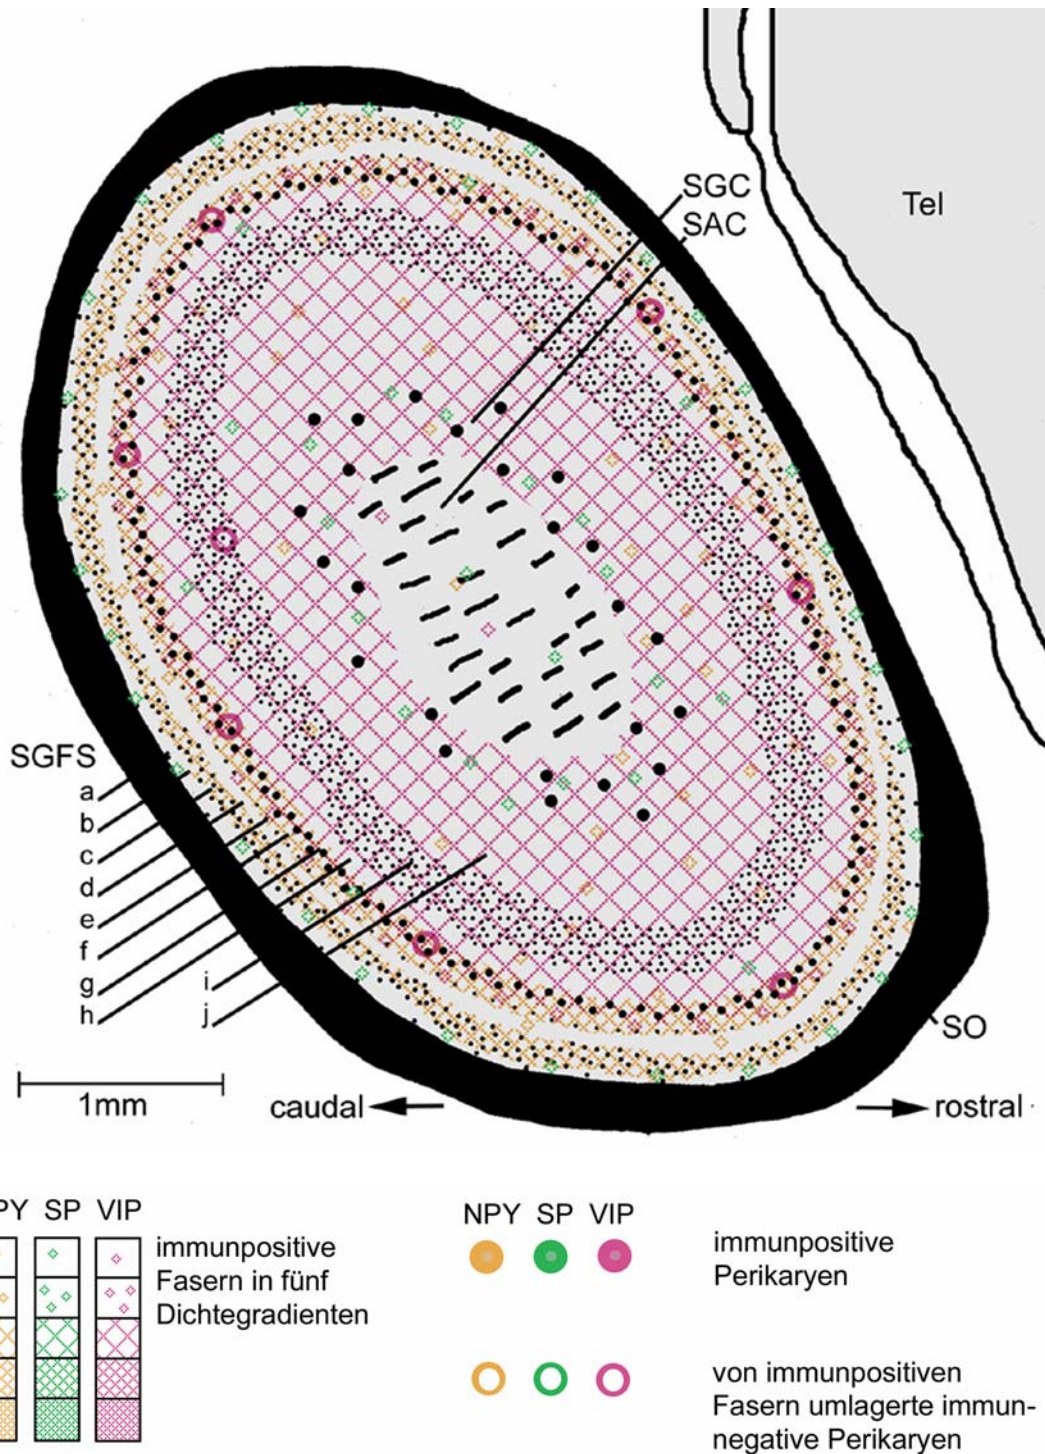 SGC
SAC
Tel
SGFS
a
b
c
d
e
f
g
h
i
j
SO
1mm
caudal
rostral
PY SP VIP
immunpositive
Fasern in fünf
Dichtegradienten
NPY SP VIP
immunpositive
Perikaryen
von immunpositiven
Fasern umlagerte immun-
negative Perikaryen